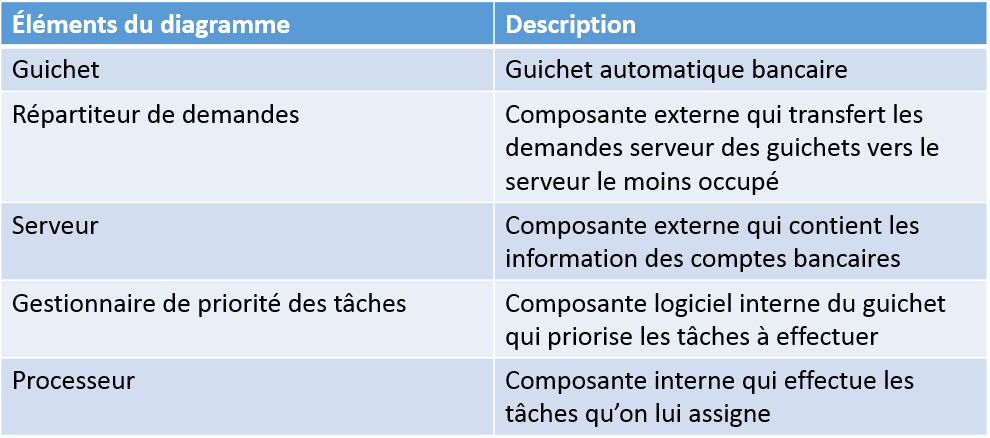 Éléments du diagramme
Description
Guichet
Guichet automatique bancaire
Répartiteur de demandes
Composante externe qui transfert les
demandes serveur des guichets vers le
serveur le moins occupé
Serveur
Composante externe qui contient les
information des comptes bancaires
Gestionnaire de priorité des tâches
Composante logiciel interne du guichet
qui priorise les tâches à effectuer
Processeur
Composante interne qui effectue les
tâches qu'on lui assigne